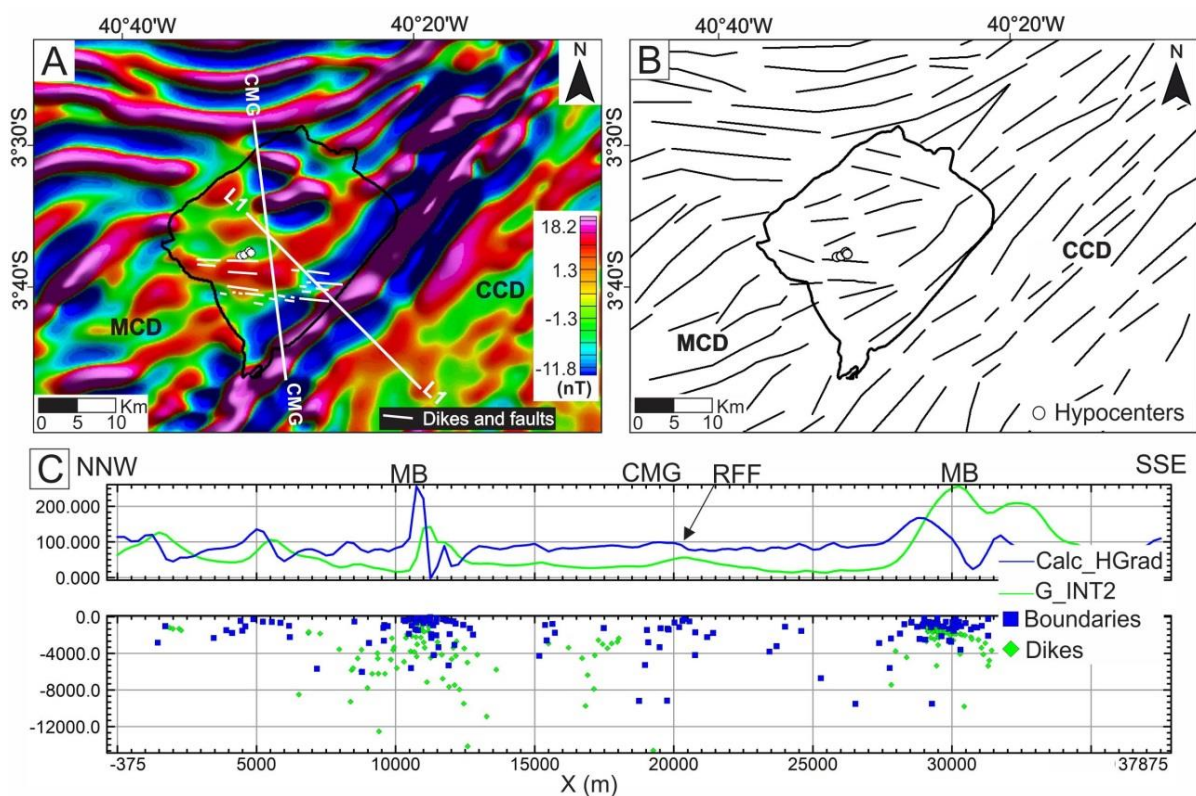 40°40'W 40°20'W
40°40'W 40°20'W
A
N
CMG
3°30'S
L1
18.2
1.3
-1.3
-11.8
(nT)
3°40'S
MCD
CCD
CMG
L1
Km
0 5 10
Dikes and faults
B
N
3°30'S
3°40'S
CCD
MCD
Km
0 5 10
Hypocenters
C NNW MB CMG RFF MB SSE
200.000
100.000
0.000
Calc_HGrad
G_INT2
Boundaries
Dikes
0.0
-4000.0
-8000.0
-12000.0
-375 5000 10000 15000 20000 25000 30000 37875
X (m)